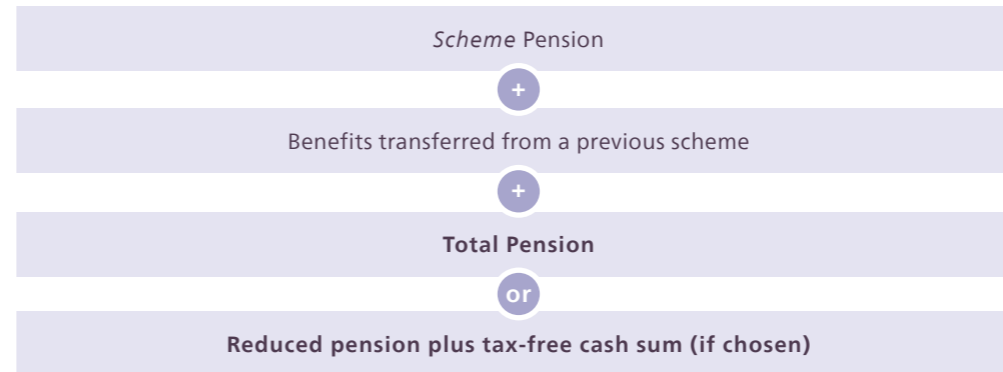 Scheme Pension
+
Benefits transferred from a previous scheme
+
Total Pension
or
Reduced pension plus tax-free cash sum (if chosen)